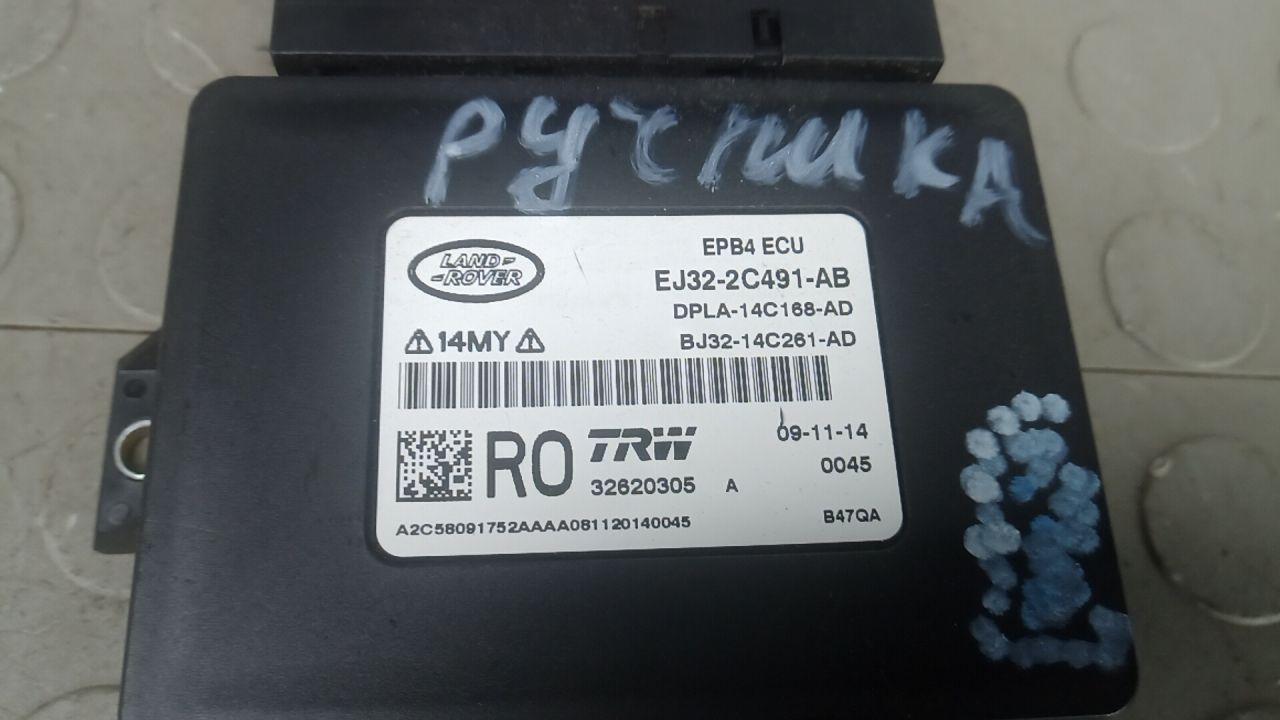 ручника
LAND-
-ROVER
EPB4 ECU
EJ32-2C491-AB
DPLA-14C168-AD
14MY
BJ32-14C261-AD
RO
TRW
09-11-14
0045
32620305 A
A2C58091752AAAA081120140045
B47QA